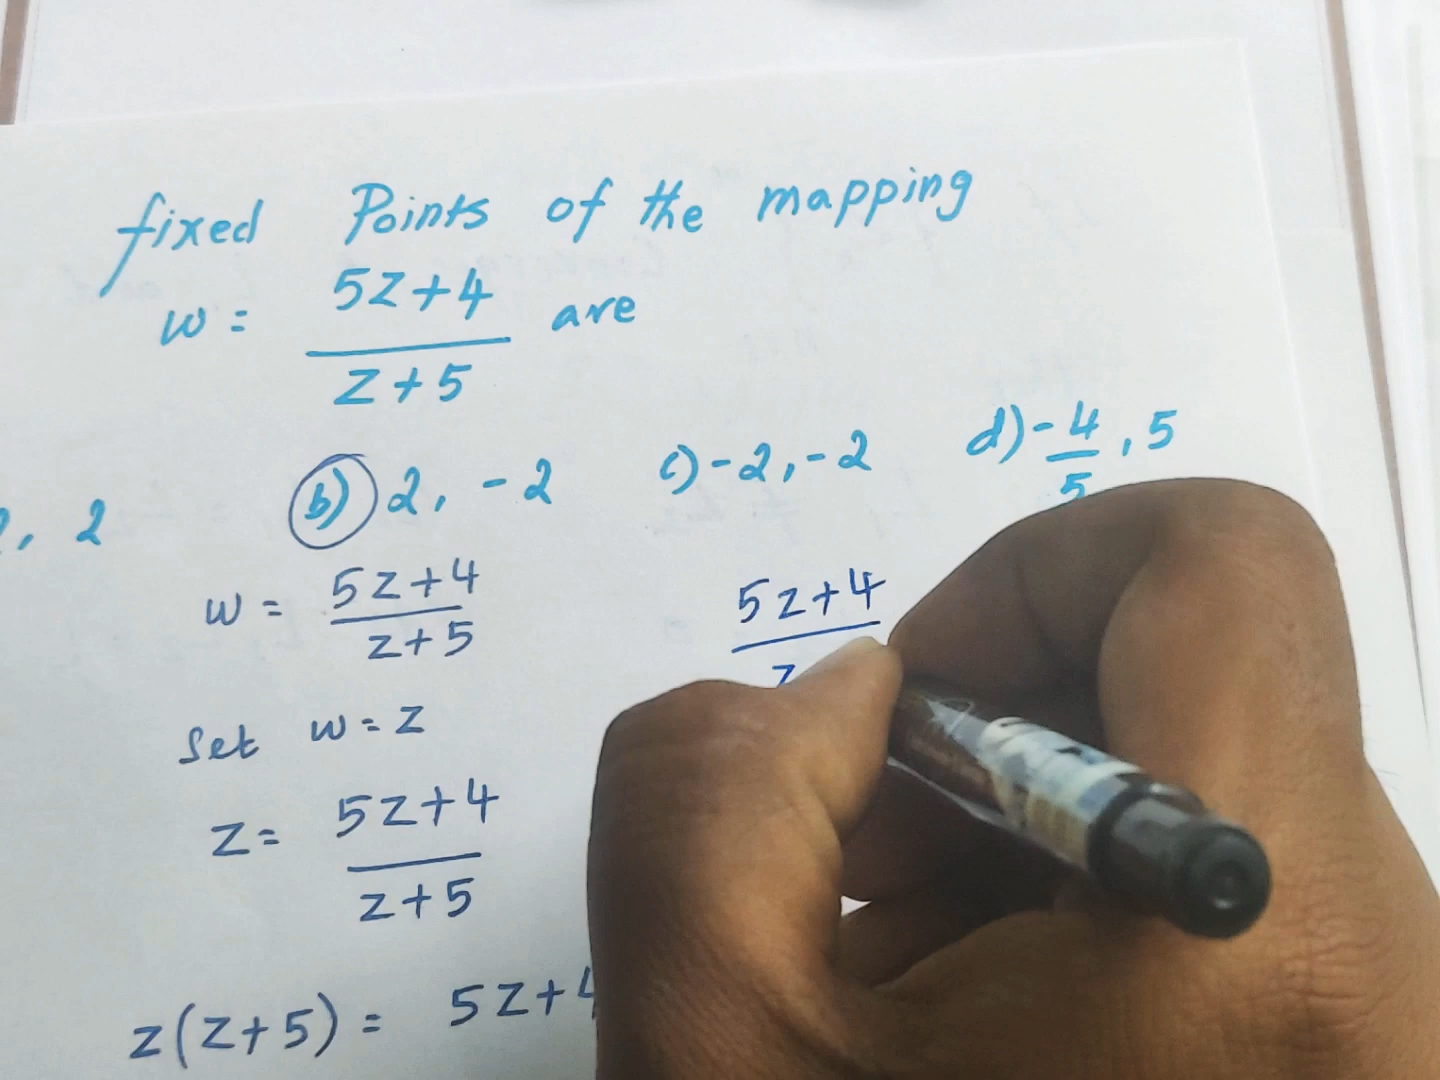 fixed Points of the mapping
w = 5z+4 / z+5 are
, 2 b) 2, -2 c) -2, -2 d) -4/5, 5
w = 5z+4 / z+5
5z+4
z
Set w = z
z = 5z+4 / z+5
z(z+5) = 5z+4